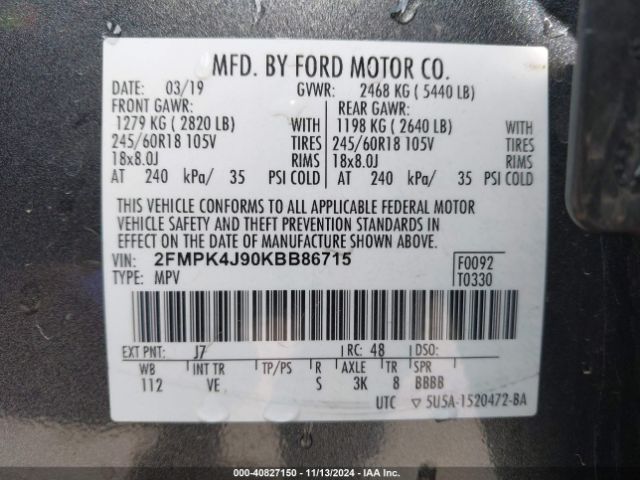 MFD. BY FORD MOTOR CO.
DATE: 03/19 GVWR: 2468 KG ( 5440 LB)
FRONT GAWR: REAR GAWR:
1279 KG ( 2820 LB) WITH 1198 KG ( 2640 LB) WITH
245/60R18 105V TIRES 245/60R18 105V TIRES
18x8.0J RIMS 18x8.0J RIMS
AT 240 kPa/ 35 PSI COLD AT 240 kPa/ 35 PSI COLD
THIS VEHICLE CONFORMS TO ALL APPLICABLE FEDERAL MOTOR
VEHICLE SAFETY AND THEFT PREVENTION STANDARDS IN
EFFECT ON THE DATE OF MANUFACTURE SHOWN ABOVE.
VIN: 2FMPK4J90KBB86715 F0092
TYPE: MPV T0330
EXT PNT: J7 RC: 48 DSO:
WB INT TR TP/PS R AXLE TR SPR
112 VE S 3K 8 BBBB
UTC ▽ 5U5A-1520472-BA
000-40827150 - 11/13/2024 - IAA Inc.